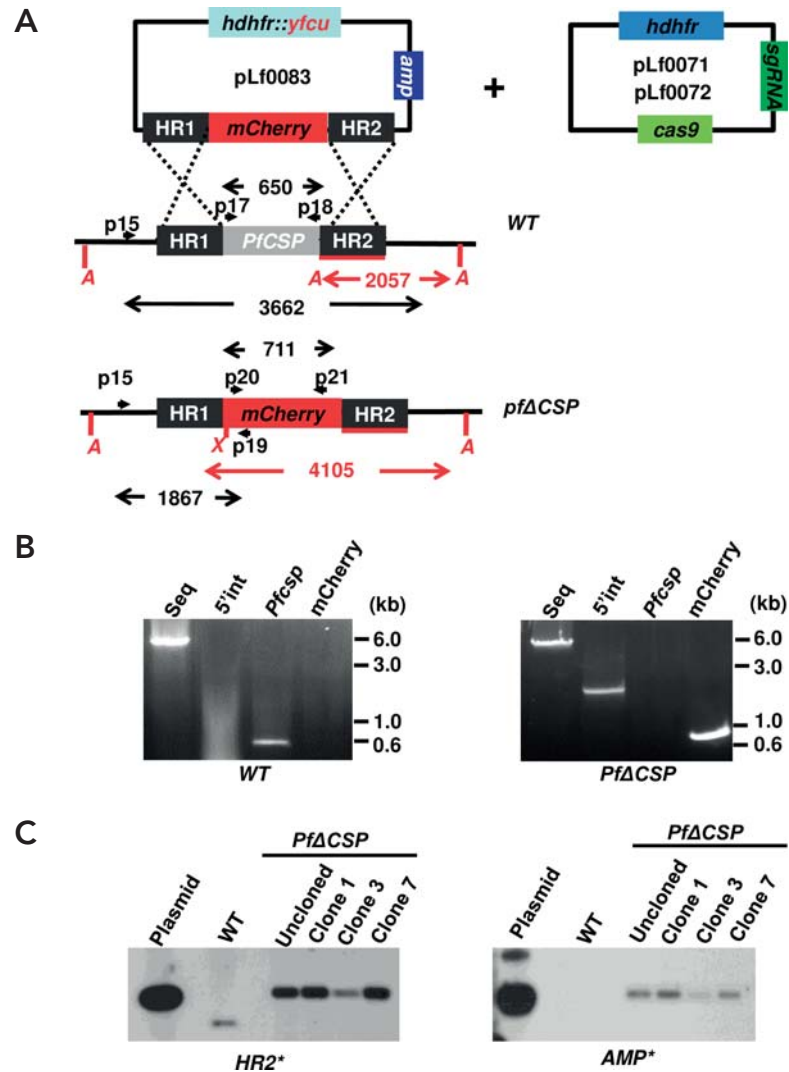 A
hdhfr::yfcu
pLf0083
amp
HR1 mCherry HR2
+
hdhfr
pLf0071
pLf0072
sgRNA
cas9
650
p17 p18
p15
HR1 PfCSP HR2
WT
A A 2057 A
3662
711
p15 p20 p21
HR1 mCherry HR2
pfΔCSP
A X p19 A
4105
1867
B
Seq 5'int Pfcsp mCherry (kb)
6.0
3.0
1.0
0.6
WT
Seq 5'int Pfcsp mCherry (kb)
6.0
3.0
1.0
0.6
PfΔCSP
C
PfΔCSP
Plasmid WT Uncloned Clone 1 Clone 3 Clone 7
HR2*
PfΔCSP
Plasmid WT Uncloned Clone 1 Clone 3 Clone 7
AMP*